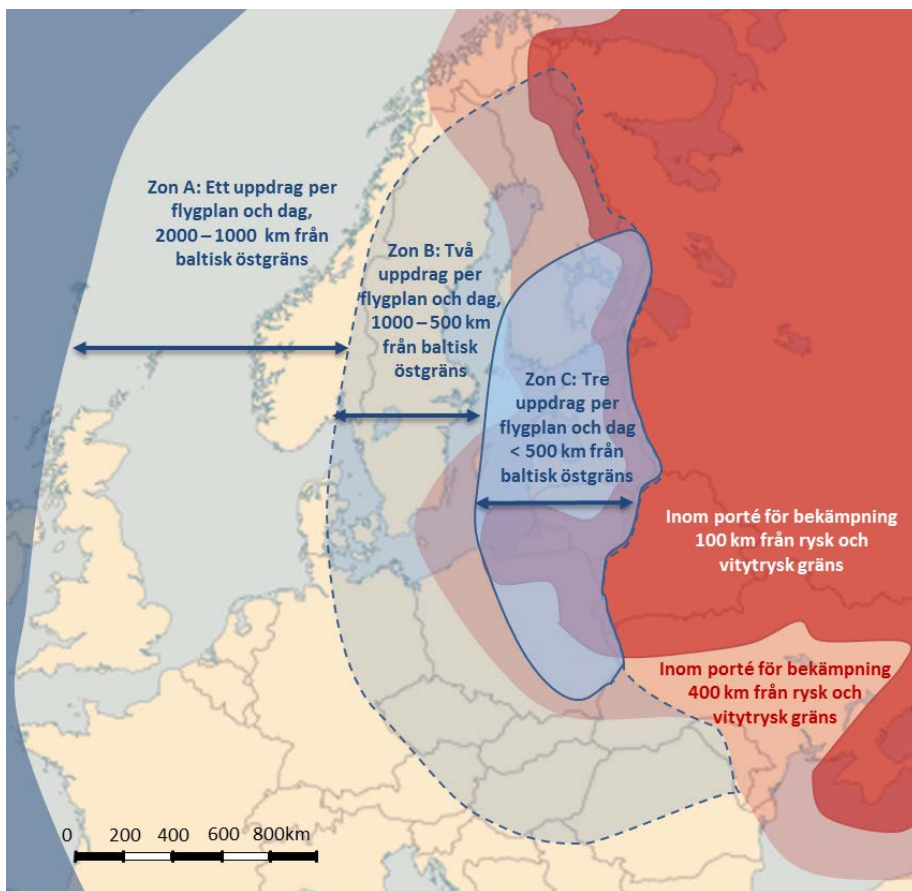 Zon A: Ett uppdrag per
flygplan och dag,
2000 – 1000 km från
baltisk östgräns
Zon B: Två
uppdrag per
flygplan och dag,
1000 – 500 km
från baltisk
östgräns
Zon C: Tre
uppdrag per
flygplan och dag
< 500 km från
baltisk östgräns
Inom porté för bekämpning
100 km från rysk och
vitytrysk gräns
Inom porté för bekämpning
400 km från rysk och
vitytrysk gräns
0 200 400 600 800km